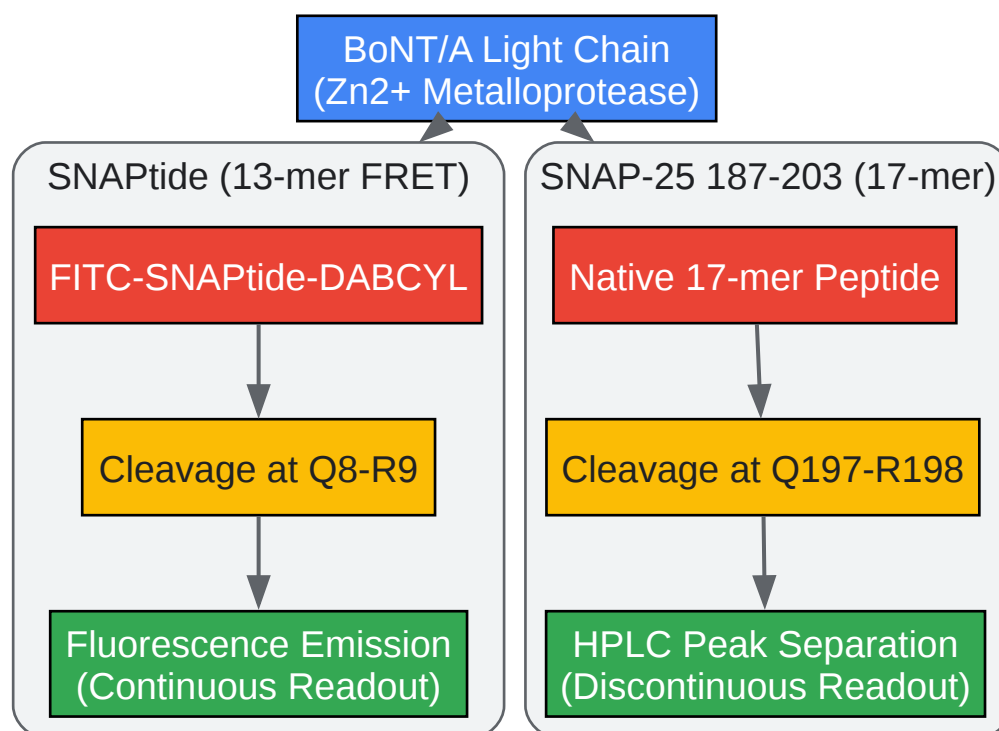 BoNT/A Light Chain
(Zn2+ Metalloprotease)
SNAPtide (13-mer FRET)
FITC-SNAPtide-DABCYL
Cleavage at Q8-R9
Fluorescence Emission
(Continuous Readout)
SNAP-25 187-203 (17-mer)
Native 17-mer Peptide
Cleavage at Q197-R198
HPLC Peak Separation
(Discontinuous Readout)